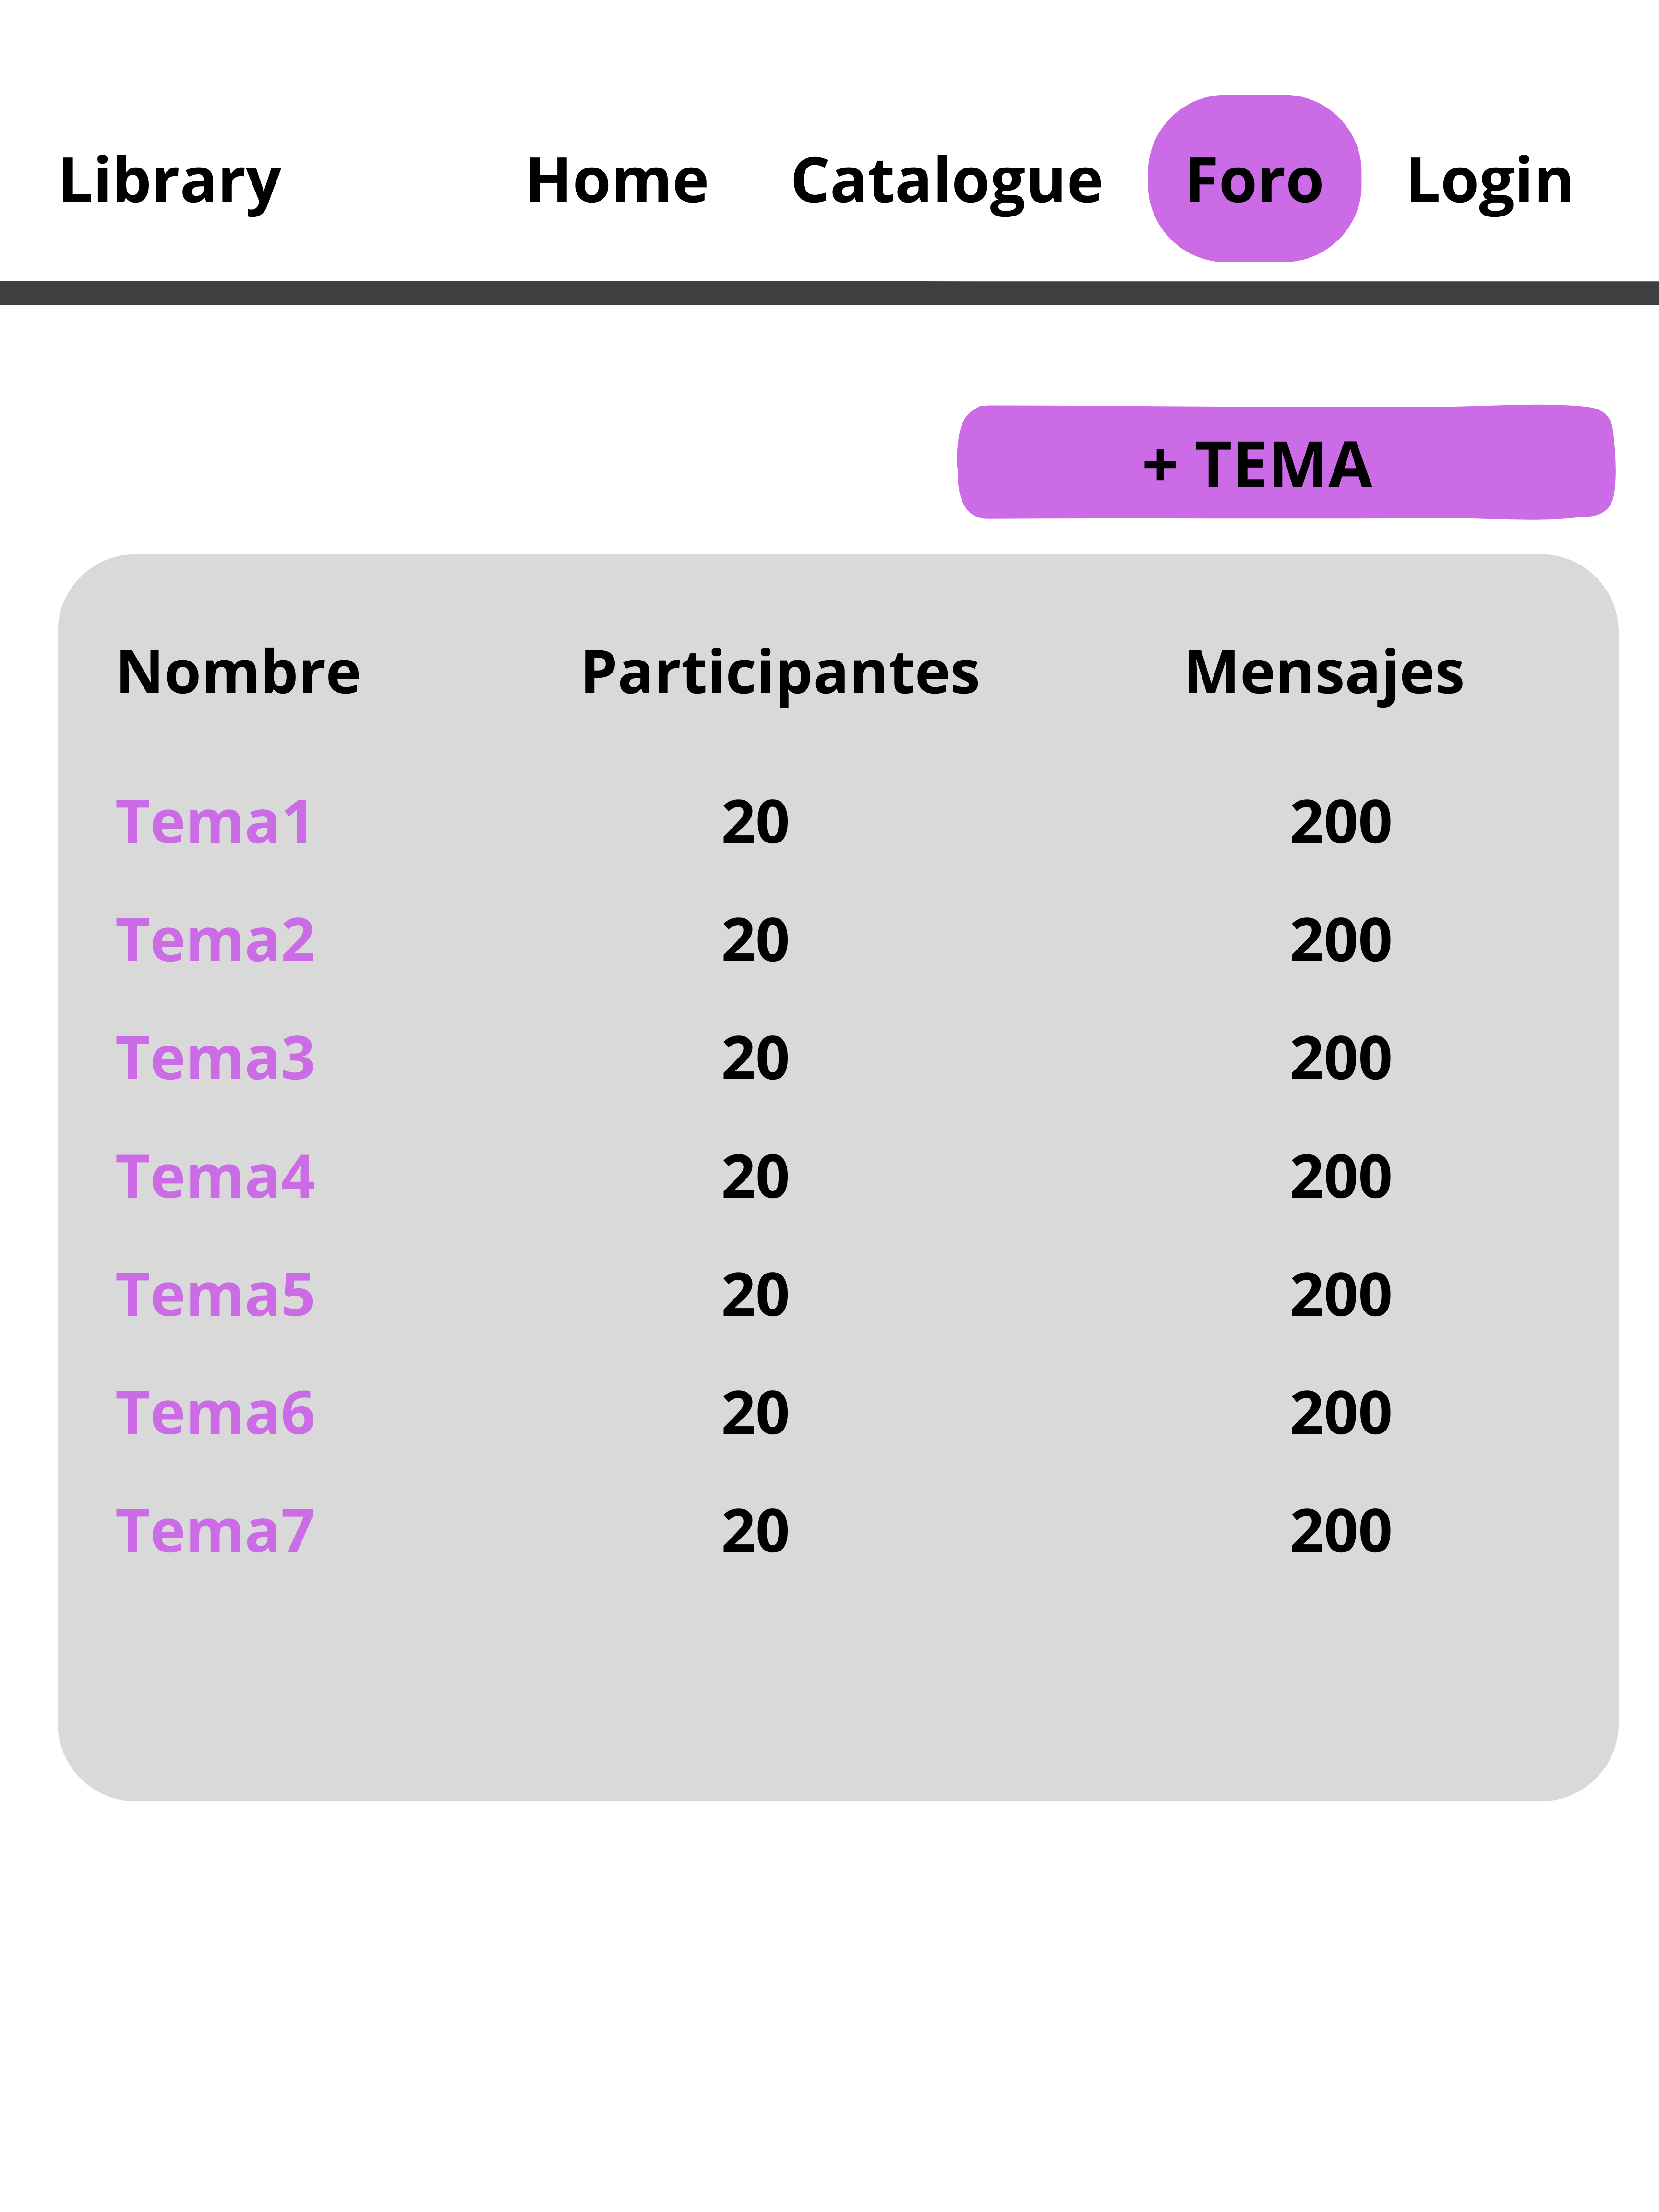 Library Home Catalogue Foro Login
+ TEMA
Nombre Participantes Mensajes
Tema1 20 200
Tema2 20 200
Tema3 20 200
Tema4 20 200
Tema5 20 200
Tema6 20 200
Tema7 20 200